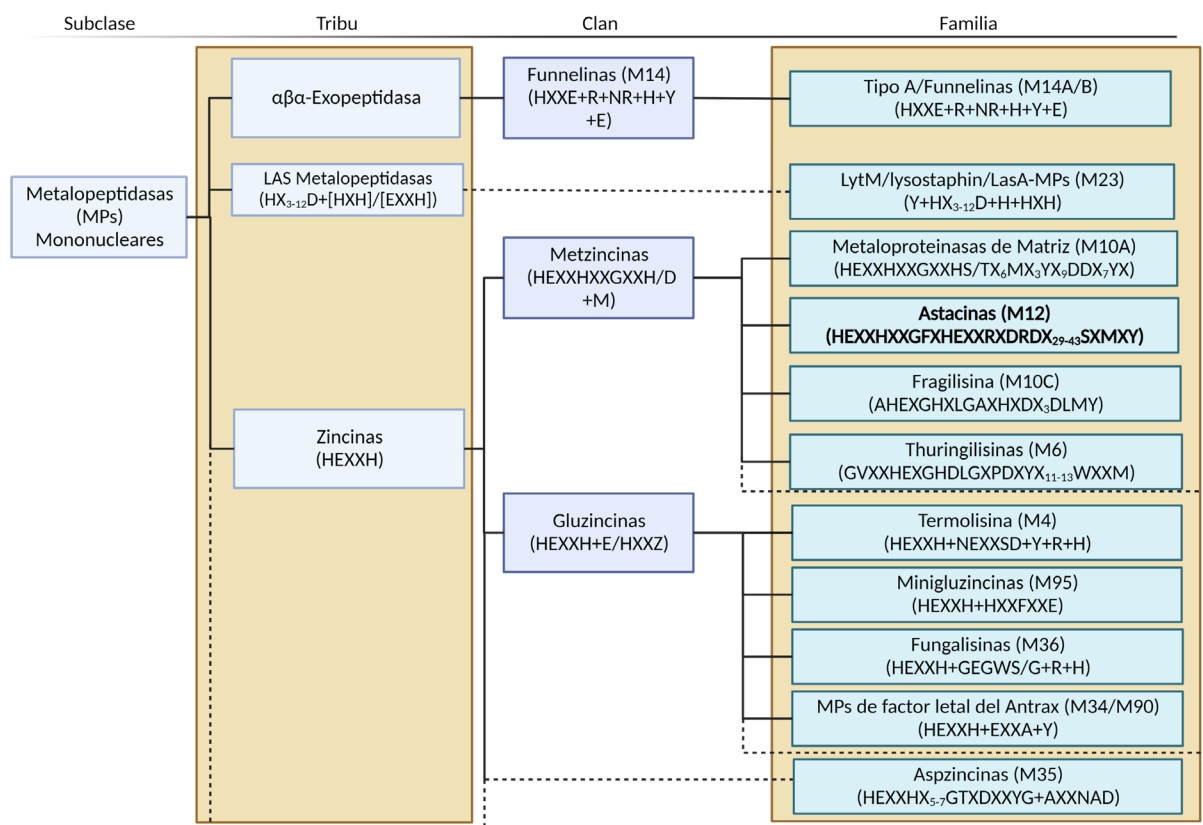 Subclase
Tribu
Clan
Familia
Metalopeptidasas
(MPs)
Mononucleares
αβα-Exopeptidasa
LAS Metalopeptidasas
(HX₃₋₁₂D+[HXH]/[EXXH])
Zincinas
(HEXXH)
Funnelinas (M14)
(HXXE+R+NR+H+Y
+E)
Metzincinas
(HEXXHXXGXXH/D
+M)
Gluzincinas
(HEXXH+E/HXXZ)
Tipo A/Funnelinas (M14A/B)
(HXXE+R+NR+H+Y+E)
LytM/lysostaphin/LasA-MPs (M23)
(Y+HX₃₋₁₂D+H+HXH)
Metaloproteinasas de Matriz (M10A)
(HEXXHXXGXXHS/TX₆MX₃YX₉DDX₇YX)
Astacinas (M12)
(HEXXHXXGFXHEXXRXDRDX₂₉₋₄₃SXMXY)
Fragilisina (M10C)
(AHEXGHXLGAXHXDX₃DLMY)
Thuringilisinas (M6)
(GVXXHEXGHDLGXPDXYX₁₁₋₁₃WXXM)
Termolisina (M4)
(HEXXH+NEXXSD+Y+R+H)
Minigluzincinas (M95)
(HEXXH+HXXFXXE)
Fungalisinas (M36)
(HEXXH+GEGWS/G+R+H)
MPs de factor letal del Antrax (M34/M90)
(HEXXH+EXXA+Y)
Aspzincinas (M35)
(HEXXHX₅₋₇GTXDXXYG+AXXNAD)